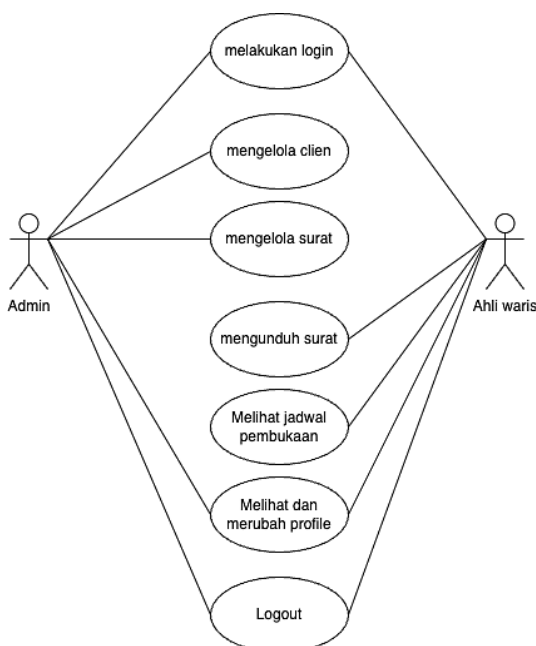 melakukan login
mengelola clien
mengelola surat
Admin
Ahli waris
mengunduh surat
Melihat jadwal
pembukaan
Melihat dan
merubah profile
Logout